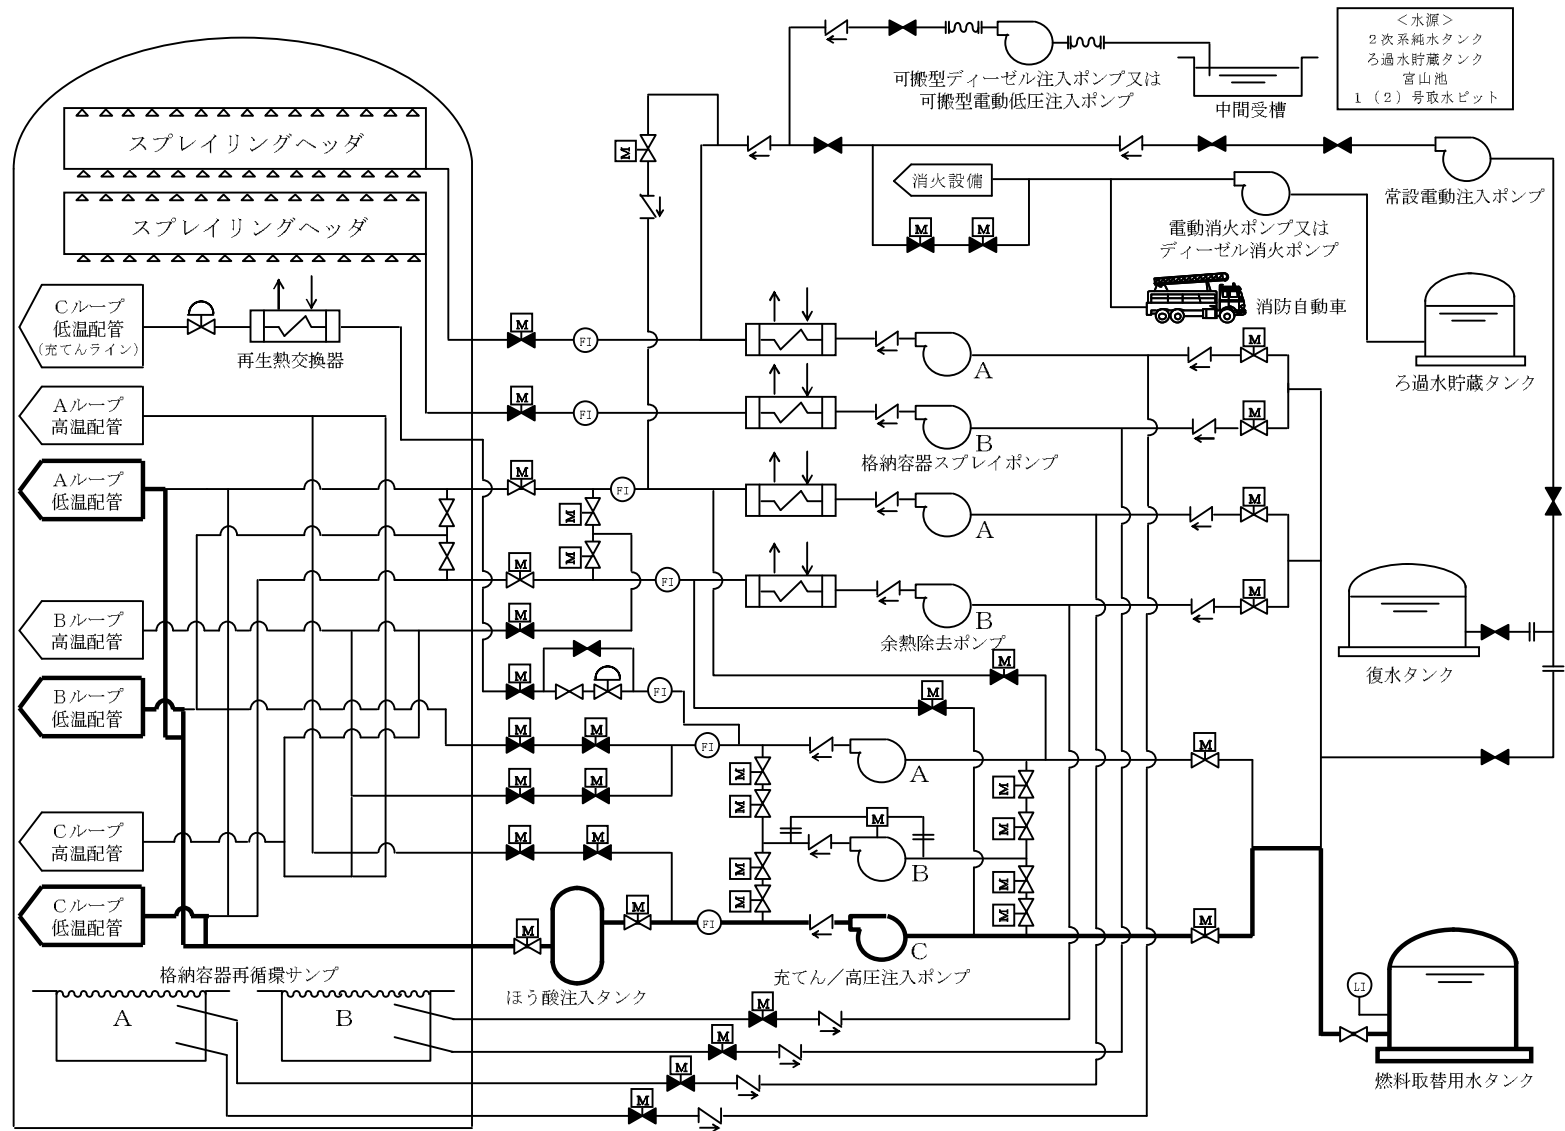 <水源>
２次系純水タンク
ろ過水貯蔵タンク
宮山池
１（２）号取水ピット
可搬型ディーゼル注入ポンプ又は
可搬型電動低圧注入ポンプ
中間受槽
スプレイリングヘッダ
スプレイリングヘッダ
M
消火設備
常設電動注入ポンプ
M
M
電動消火ポンプ又は
ディーゼル消火ポンプ
消防自動車
Cループ
低温配管
(充てんライン)
再生熱交換器
M
FI
A
M
ろ過水貯蔵タンク
Aループ
高温配管
M
FI
B
M
格納容器スプレイポンプ
Aループ
低温配管
M
FI
M
M
A
M
M
FI
B
M
余熱除去ポンプ
Bループ
高温配管
M
M
M
FI
M
復水タンク
Bループ
低温配管
M
M
FI
A
M
M
M
M
M
M
M
M
Cループ
高温配管
M
M
M
B
M
M
M
M
Cループ
低温配管
M
M
FI
C
M
充てん／高圧注入ポンプ
ほう酸注入タンク
格納容器再循環サンプ
A
B
M
M
M
M
LI
燃料取替用水タンク